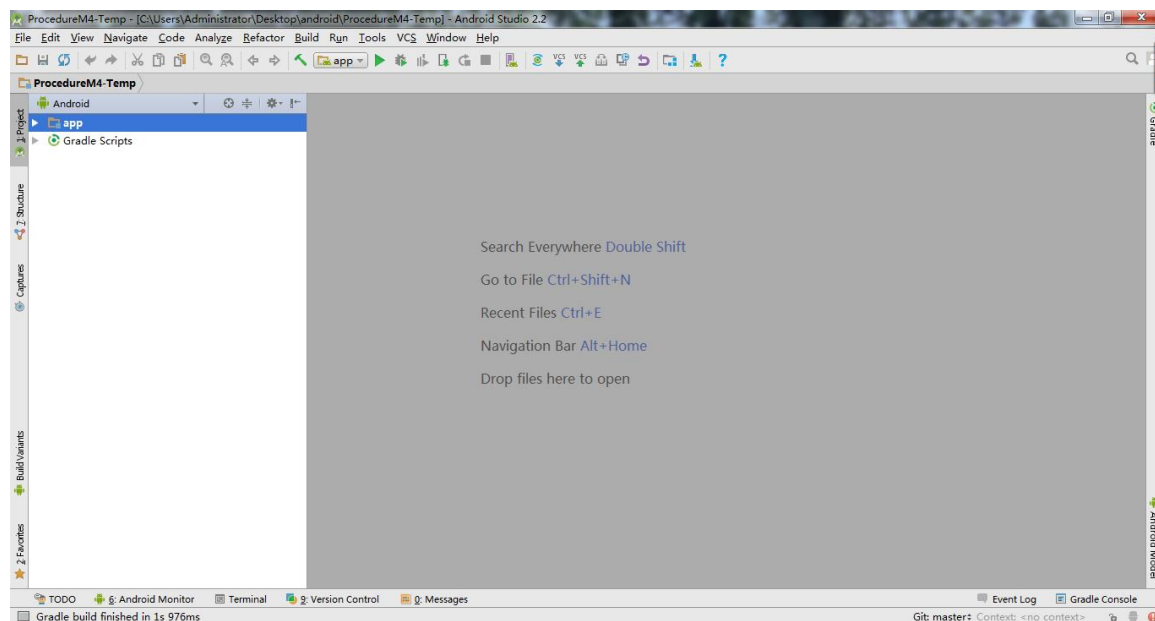 ProcedureM4-Temp - [C:\Users\Administrator\Desktop\android\ProcedureM4-Temp] - Android Studio 2.2
File Edit View Navigate Code Analyze Refactor Build Run Tools VCS Window Help
app
VCS VCS
?
ProcedureM4-Temp
Android
app
Gradle Scripts
1: Project
7: Structure
Captures
Build Variants
2: Favorites
Search Everywhere Double Shift
Go to File Ctrl+Shift+N
Recent Files Ctrl+E
Navigation Bar Alt+Home
Drop files here to open
Gradle
Android Model
TODO 6: Android Monitor Terminal 9: Version Control 0: Messages Event Log Gradle Console
Gradle build finished in 1s 976ms Git: master Context: <no context>